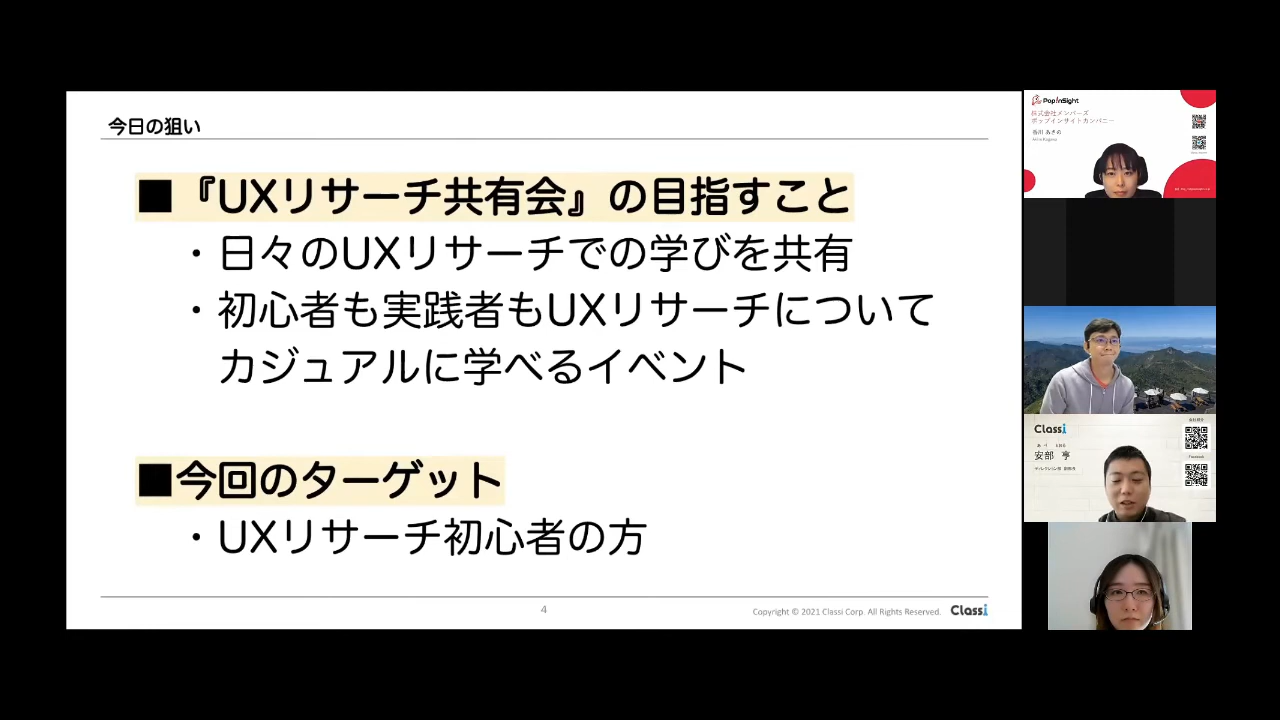 今日の狙い
■『UXリサーチ共有会』の目指すこと
・日々のUXリサーチでの学びを共有
・初心者も実践者もUXリサーチについて
カジュアルに学べるイベント
■今回のターゲット
・UXリサーチ初心者の方
4
Copyright © 2021 Classi Corp. All Rights Reserved.
Classi
PopInSight
株式会社メンバーズ
ポップインサイトカンパニー
Classi
安部 亨
Facebook